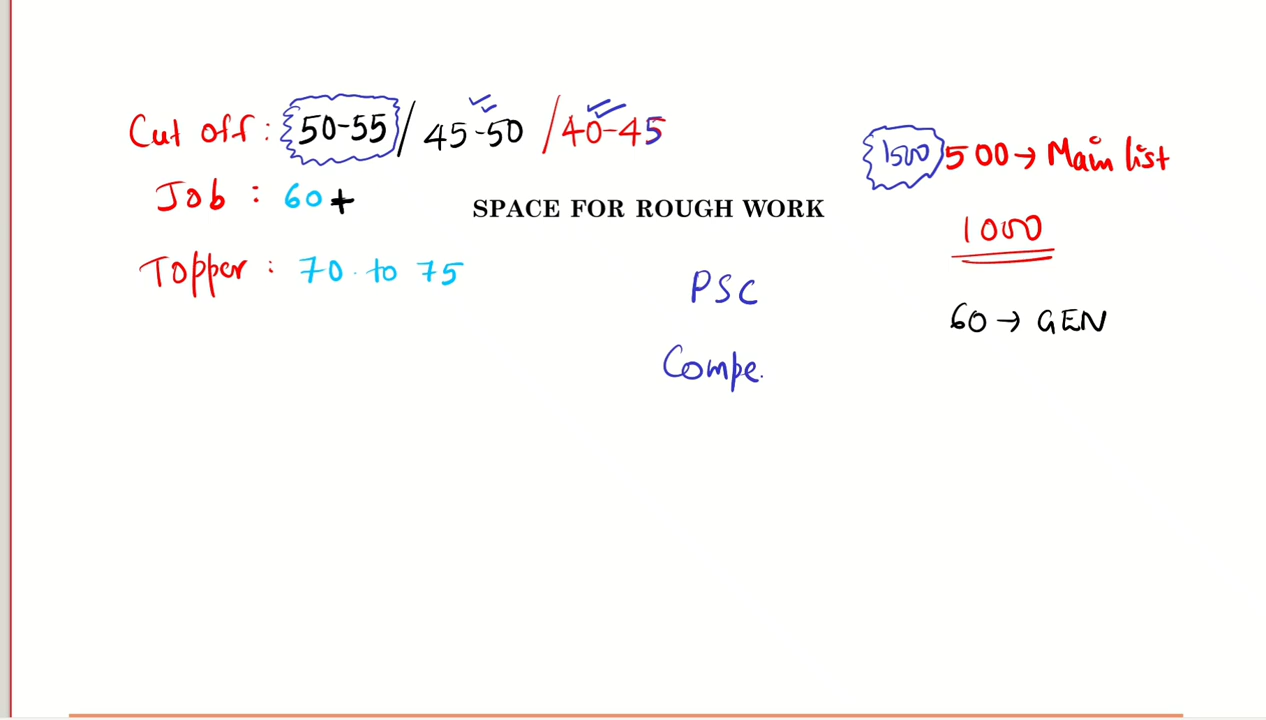 Cut off: 50-55 / 45-50 / 40-45
Job : 60+
Topper : 70 to 75
SPACE FOR ROUGH WORK
PSC
Compe.
1500 500 → Main list
1000
60 → GEN